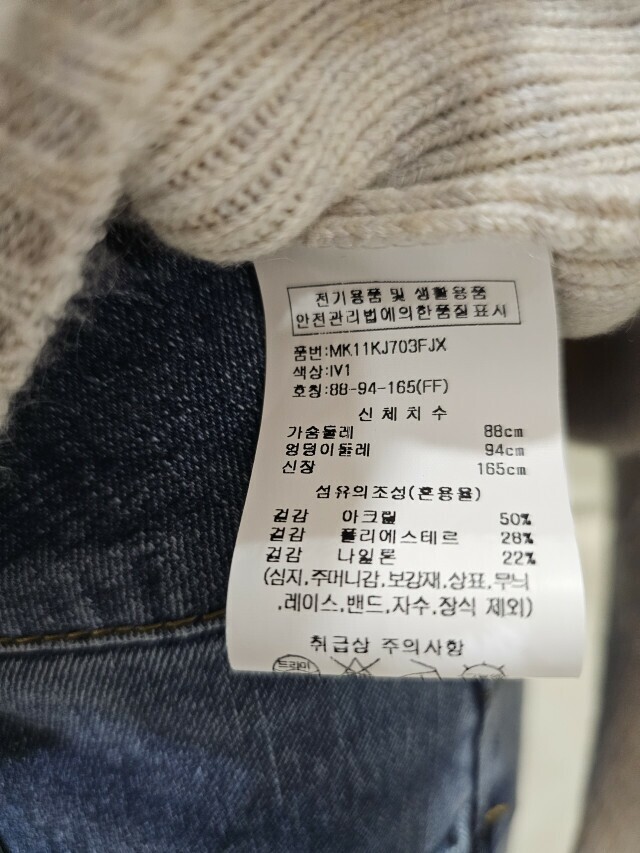 전기용품 및 생활용품
안전관리법에의한품질표시
품번:MK11KJ703FJX
색상:IV1
호칭:88-94-165(FF)
신체치수
가슴둘레 88cm
엉덩이둘레 94cm
신장 165cm
섬유의조성(혼용율)
겉감 아크릴 50%
겉감 폴리에스테르 28%
겉감 나일론 22%
(심지,주머니감,보강재,상표,무늬
,레이스,밴드,자수,장식 제외)
취급상 주의사항
드라이